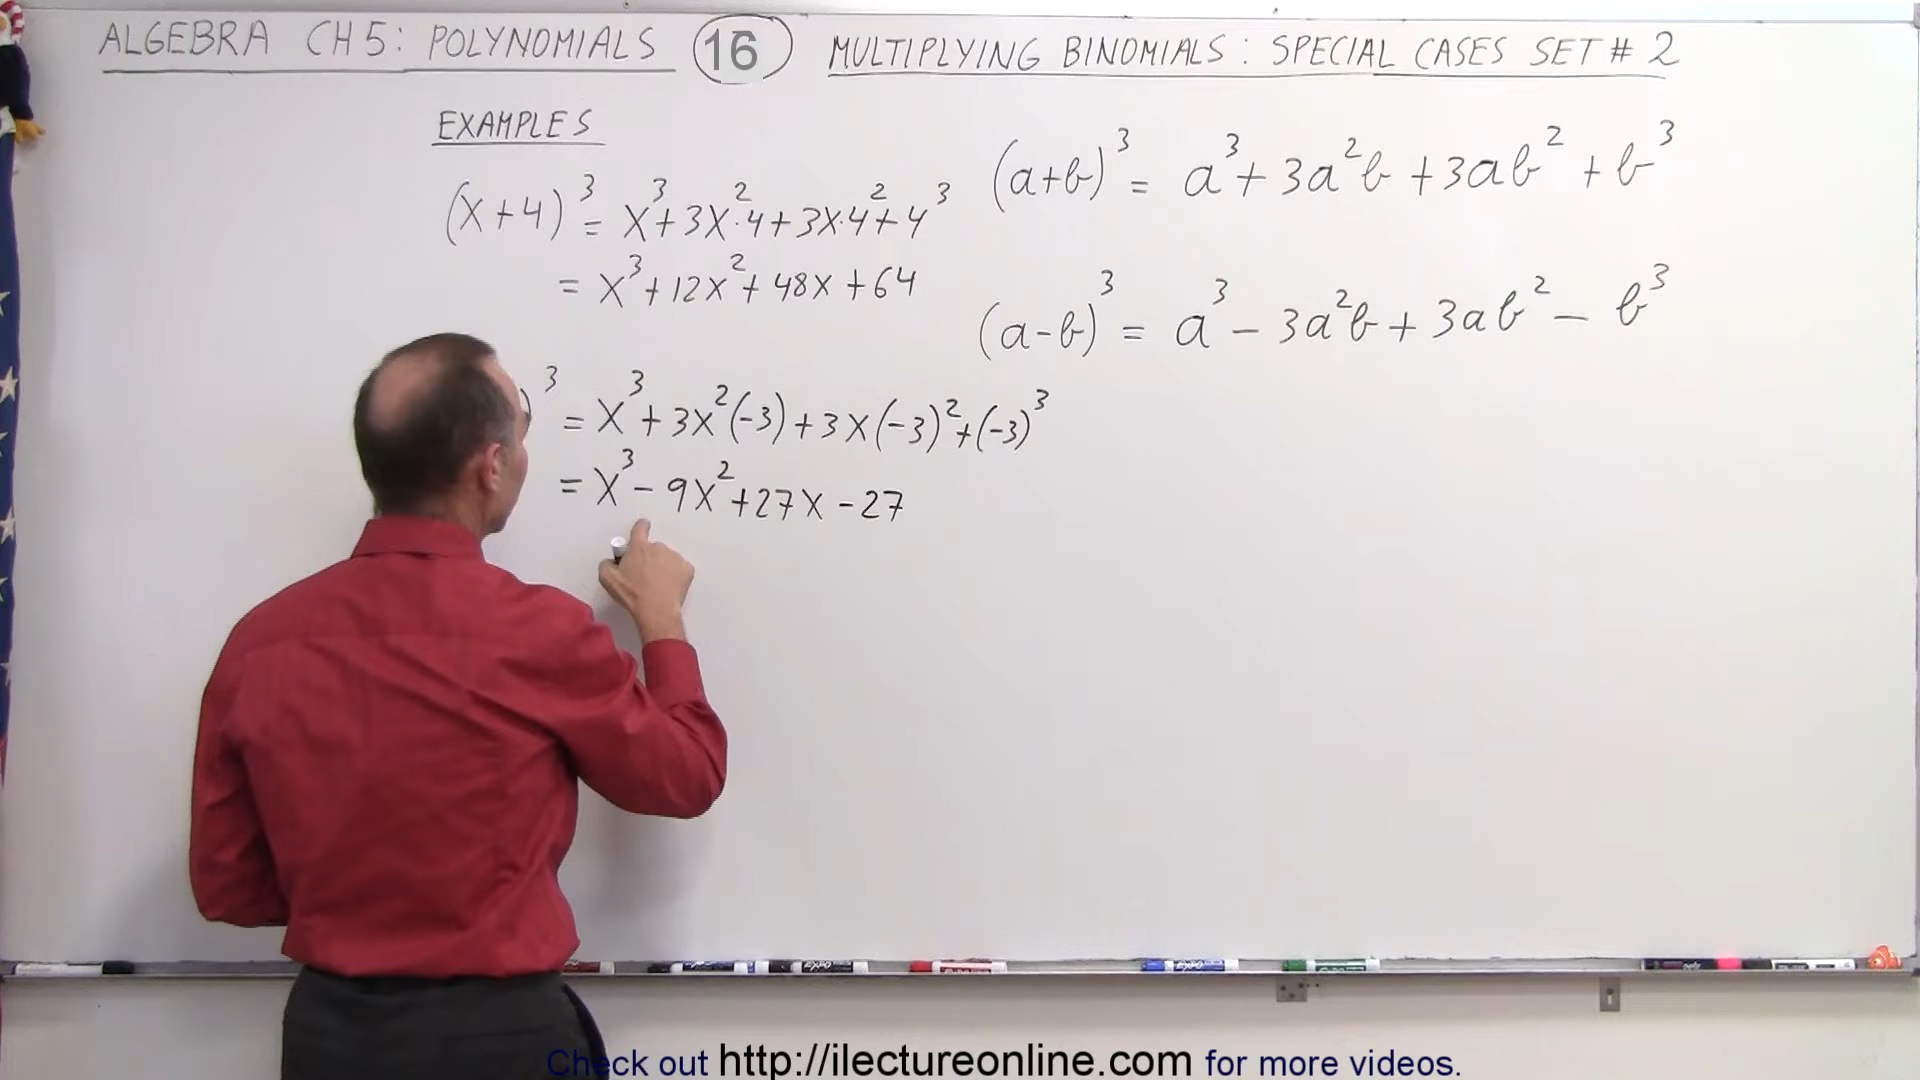 ALGEBRA CH 5: POLYNOMIALS 16 MULTIPLYING BINOMIALS: SPECIAL CASES SET # 2
EXAMPLES
(x+4)³ = x³+3x²·4+3x·4²+4³
= x³+12x²+48x+64
)³ = x³+3x²(-3)+3x(-3)²+(-3)³
= x³-9x²+27x-27
(a+b)³ = a³+3a²b+3ab²+b³
(a-b)³ = a³-3a²b+3ab²-b³
Check out http://ilectureonline.com for more videos.